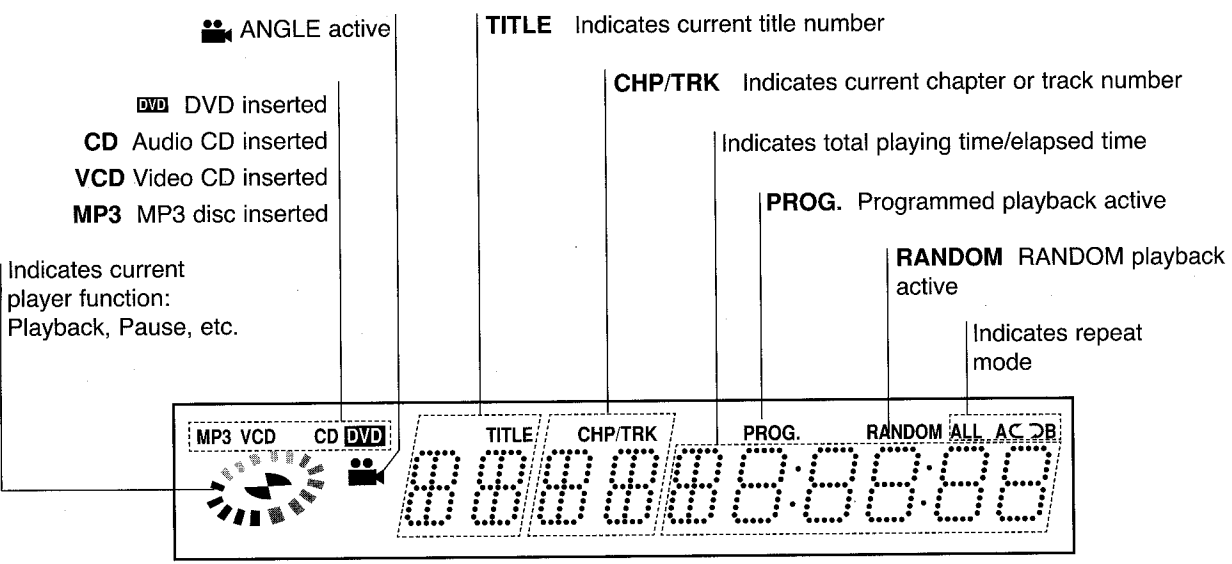 ANGLE active
TITLE Indicates current title number
CHP/TRK Indicates current chapter or track number
DVD DVD inserted
CD Audio CD inserted
VCD Video CD inserted
MP3 MP3 disc inserted
Indicates total playing time/elapsed time
PROG. Programmed playback active
RANDOM RANDOM playback
active
Indicates current
player function:
Playback, Pause, etc.
Indicates repeat
mode
MP3 VCD CD DVD TITLE CHP/TRK PROG. RANDOM ALL A B